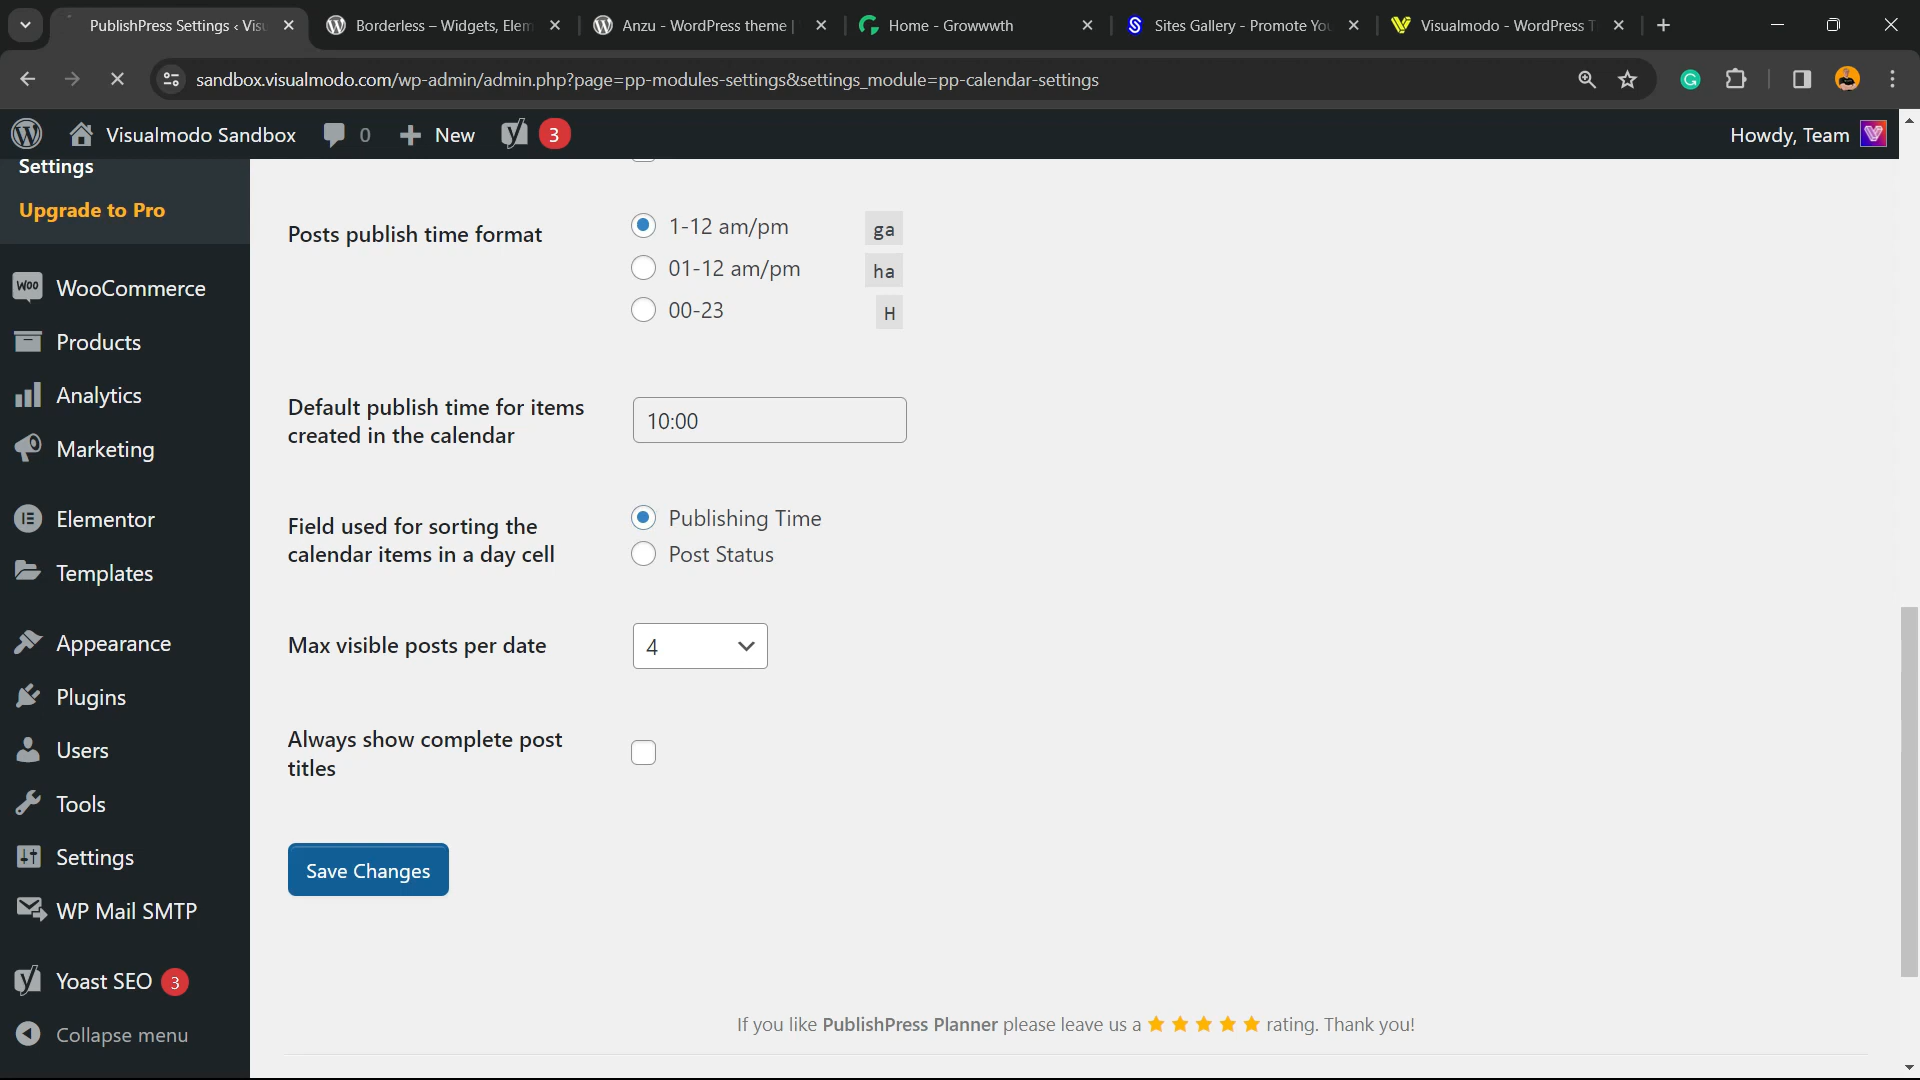 PublishPress Settings ‹ Visu
Borderless – Widgets, Elem
Anzu - WordPress theme |
Home - Growwwth
Sites Gallery - Promote You
Visualmodo - WordPress T
sandbox.visualmodo.com/wp-admin/admin.php?page=pp-modules-settings&settings_module=pp-calendar-settings
Visualmodo Sandbox
0
New
3
Howdy, Team
Settings
Upgrade to Pro
WooCommerce
Products
Analytics
Marketing
Elementor
Templates
Appearance
Plugins
Users
Tools
Settings
WP Mail SMTP
Yoast SEO 3
Collapse menu
Posts publish time format
1-12 am/pm ga
01-12 am/pm ha
00-23 H
Default publish time for items
created in the calendar
10:00
Field used for sorting the
calendar items in a day cell
Publishing Time
Post Status
Max visible posts per date
4
Always show complete post
titles
Save Changes
If you like PublishPress Planner please leave us a ★★★★★ rating. Thank you!